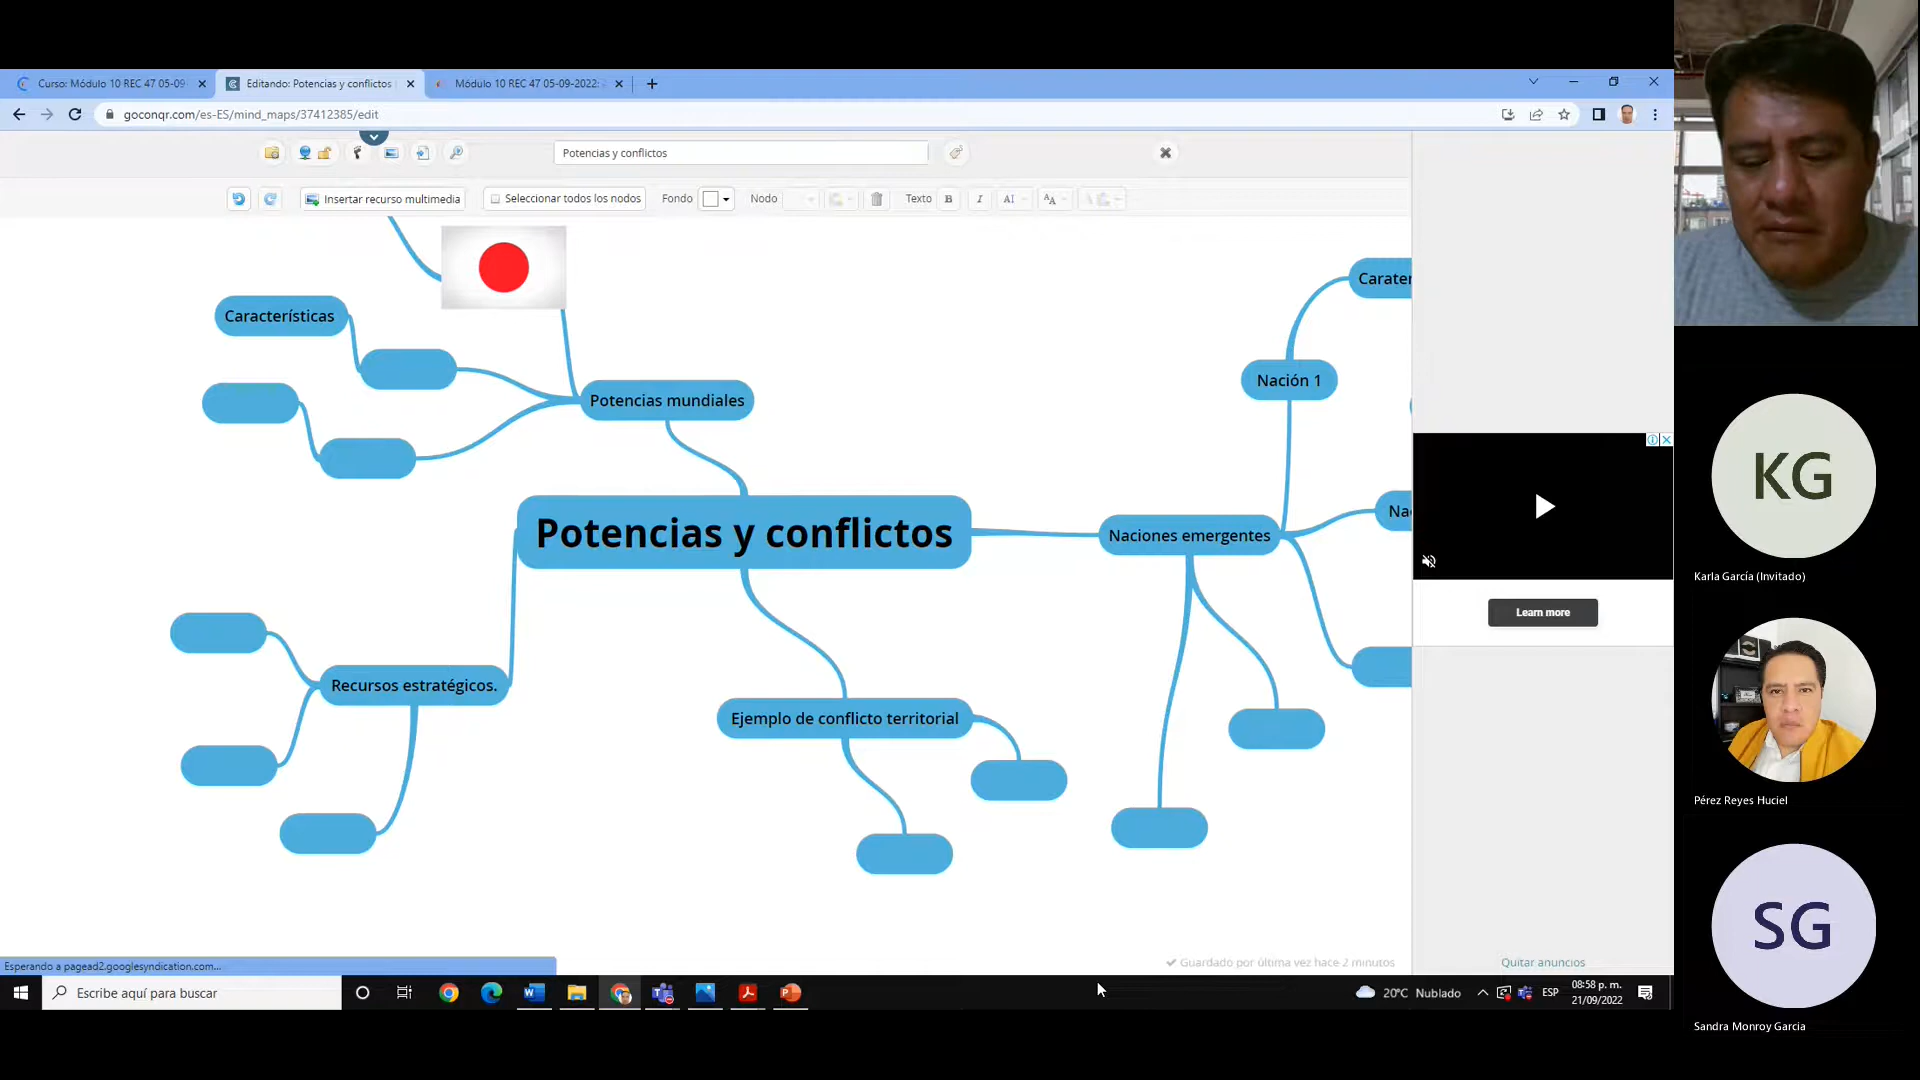 Curso: Módulo 10 REC 47 05-09
Editando: Potencias y conflictos
Módulo 10 REC 47 05-09-2022:
goconqr.com/es-ES/mind_maps/37412385/edit
Potencias y conflictos
Insertar recurso multimedia
Seleccionar todos los nodos
Fondo
Nodo
Texto
B
I
AI
AA
Características
Potencias mundiales
Nación 1
Potencias y conflictos
Naciones emergentes
Recursos estratégicos.
Ejemplo de conflicto territorial
Learn more
Esperando a pagead2.googlesyndication.com...
Guardado por última vez hace 2 minutos
Quitar anuncios
Escribe aquí para buscar
20°C Nublado
ESP
08:58 p. m.
21/09/2022
KG
Karla García (Invitado)
Pérez Reyes Huciel
SG
Sandra Monroy Garcia